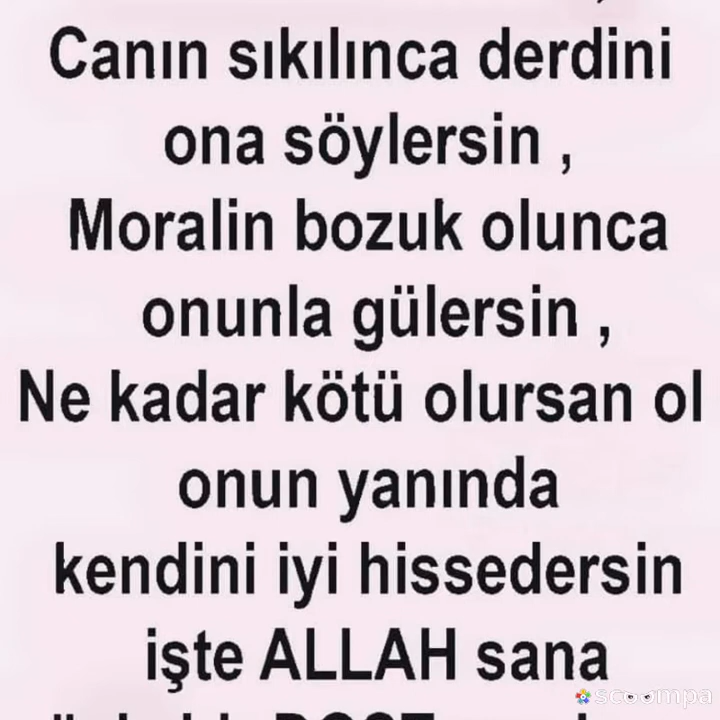 Canın sıkılınca derdini
ona söylersin ,
Moralin bozuk olunca
onunla gülersin ,
Ne kadar kötü olursan ol
onun yanında
kendini iyi hissedersin
işte ALLAH sana
scoompa